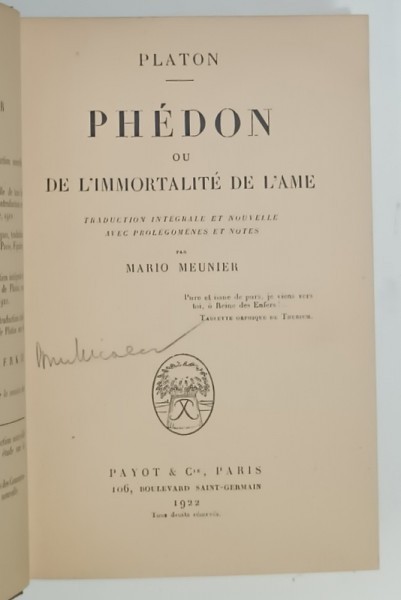 PLATON
PHÉDON
OU
DE L'IMMORTALITÉ DE L'AME
TRADUCTION INTÉGRALE ET NOUVELLE
AVEC PROLÉGOMÈNES ET NOTES
PAR
MARIO MEUNIER
Pure et issue de purs, je viens vers
toi, ô Reine des Enfers
TABLETTE ORPHIQUE DE THURIUM.
PAYOT & Cie, PARIS
106, BOULEVARD SAINT-GERMAIN
1922
Tous droits réservés.